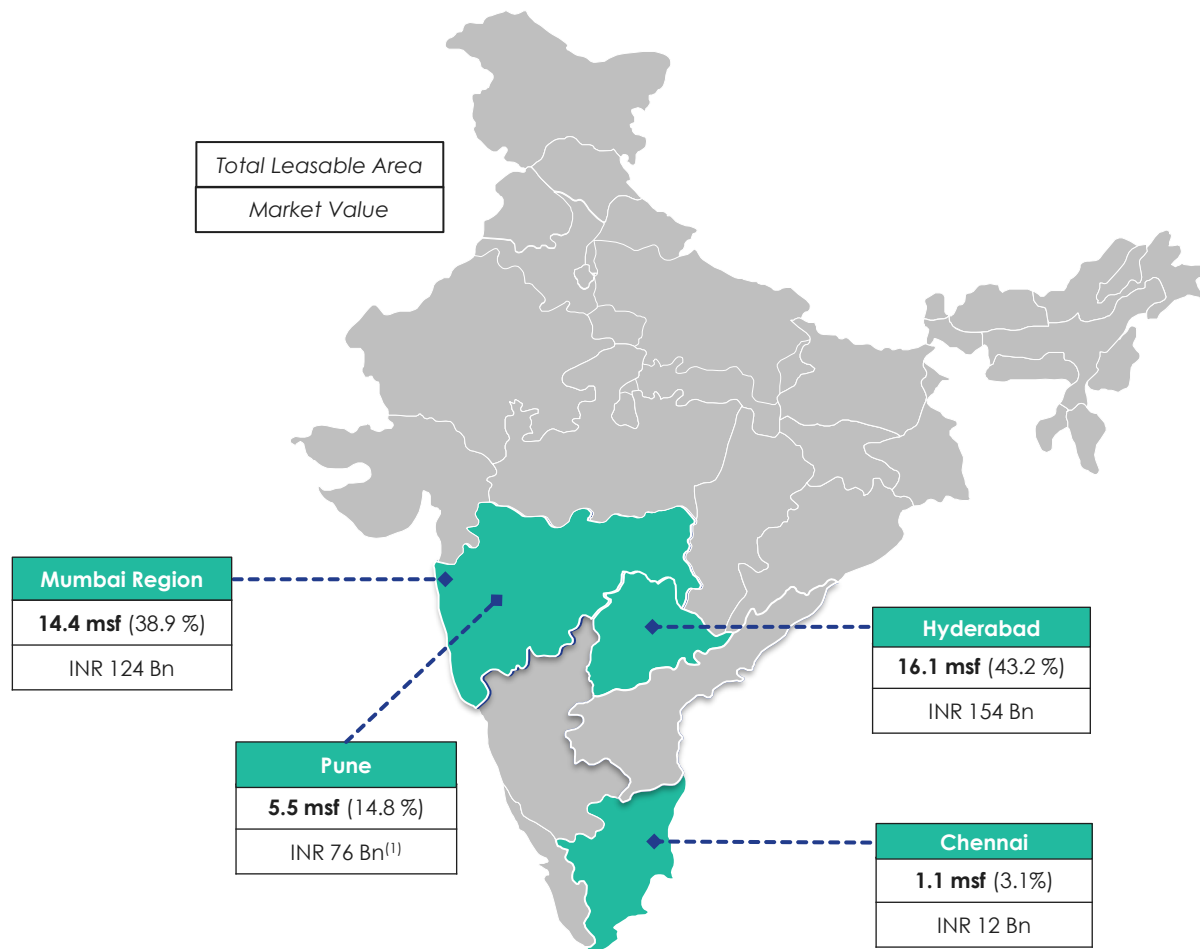 Total Leasable Area
Market Value
Mumbai Region
14.4 msf (38.9 %)
INR 124 Bn
Pune
5.5 msf (14.8 %)
INR 76 Bn(1)
Hyderabad
16.1 msf (43.2 %)
INR 154 Bn
Chennai
1.1 msf (3.1%)
INR 12 Bn